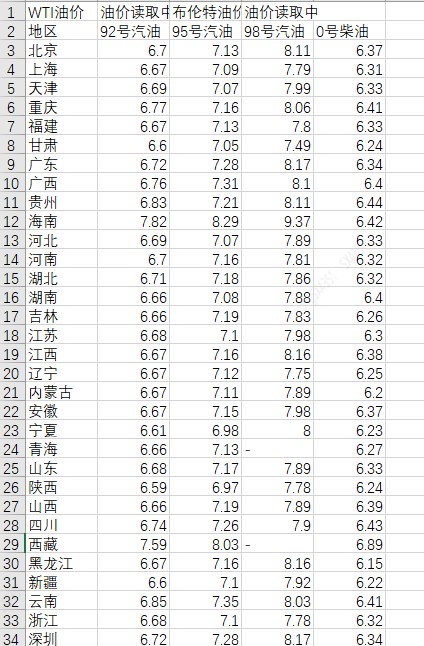 1 WTI油价 油价读取中 布伦特油价 油价读取中
2 地区 92号汽油 95号汽油 98号汽油 0号柴油
3 北京 6.7 7.13 8.11 6.37
4 上海 6.67 7.09 7.79 6.31
5 天津 6.69 7.07 7.99 6.33
6 重庆 6.77 7.16 8.06 6.41
7 福建 6.67 7.13 7.8 6.33
8 甘肃 6.6 7.05 7.49 6.24
9 广东 6.72 7.28 8.17 6.34
10 广西 6.76 7.31 8.1 6.4
11 贵州 6.83 7.21 8.11 6.44
12 海南 7.82 8.29 9.37 6.42
13 河北 6.69 7.07 7.89 6.33
14 河南 6.7 7.16 7.81 6.32
15 湖北 6.71 7.18 7.86 6.32
16 湖南 6.66 7.08 7.88 6.4
17 吉林 6.66 7.19 7.83 6.26
18 江苏 6.68 7.1 7.98 6.3
19 江西 6.67 7.16 8.16 6.38
20 辽宁 6.67 7.12 7.75 6.25
21 内蒙古 6.67 7.11 7.89 6.2
22 安徽 6.67 7.15 7.98 6.37
23 宁夏 6.61 6.98 8 6.23
24 青海 6.66 7.13 - 6.27
25 山东 6.68 7.17 7.89 6.33
26 陕西 6.59 6.97 7.78 6.24
27 山西 6.66 7.19 7.89 6.39
28 四川 6.74 7.26 7.9 6.43
29 西藏 7.59 8.03 - 6.89
30 黑龙江 6.67 7.16 8.16 6.15
31 新疆 6.6 7.1 7.92 6.22
32 云南 6.85 7.35 8.03 6.41
33 浙江 6.68 7.1 7.78 6.32
34 深圳 6.72 7.28 8.17 6.34